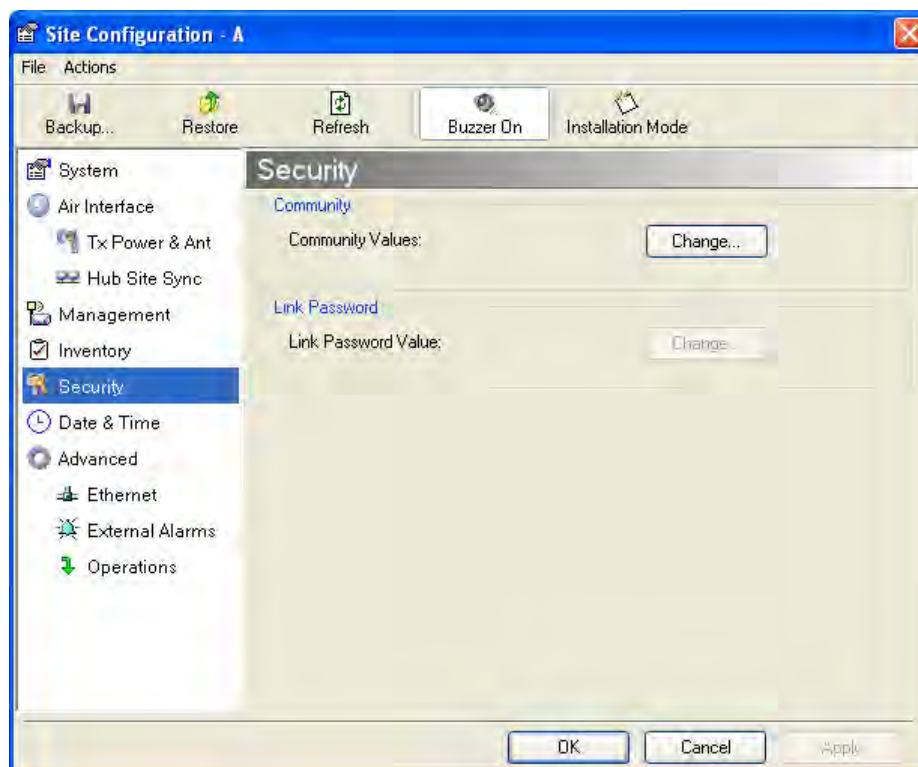 Site Configuration - A
File Actions
Backup... Restore Refresh Buzzer On Installation Mode
System
Air Interface
Tx Power & Ant
Hub Site Sync
Management
Inventory
Security
Date & Time
Advanced
Ethernet
External Alarms
Operations
Security
Community
Community Values: Change...
Link Password
Link Password Value: Change...
OK Cancel Apply